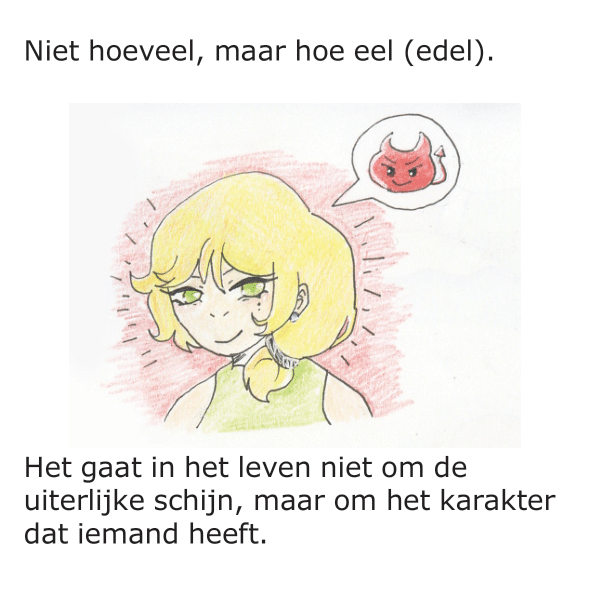 Niet hoeveel, maar hoe eel (edel).
Het gaat in het leven niet om de
uiterlijke schijn, maar om het karakter
dat iemand heeft.